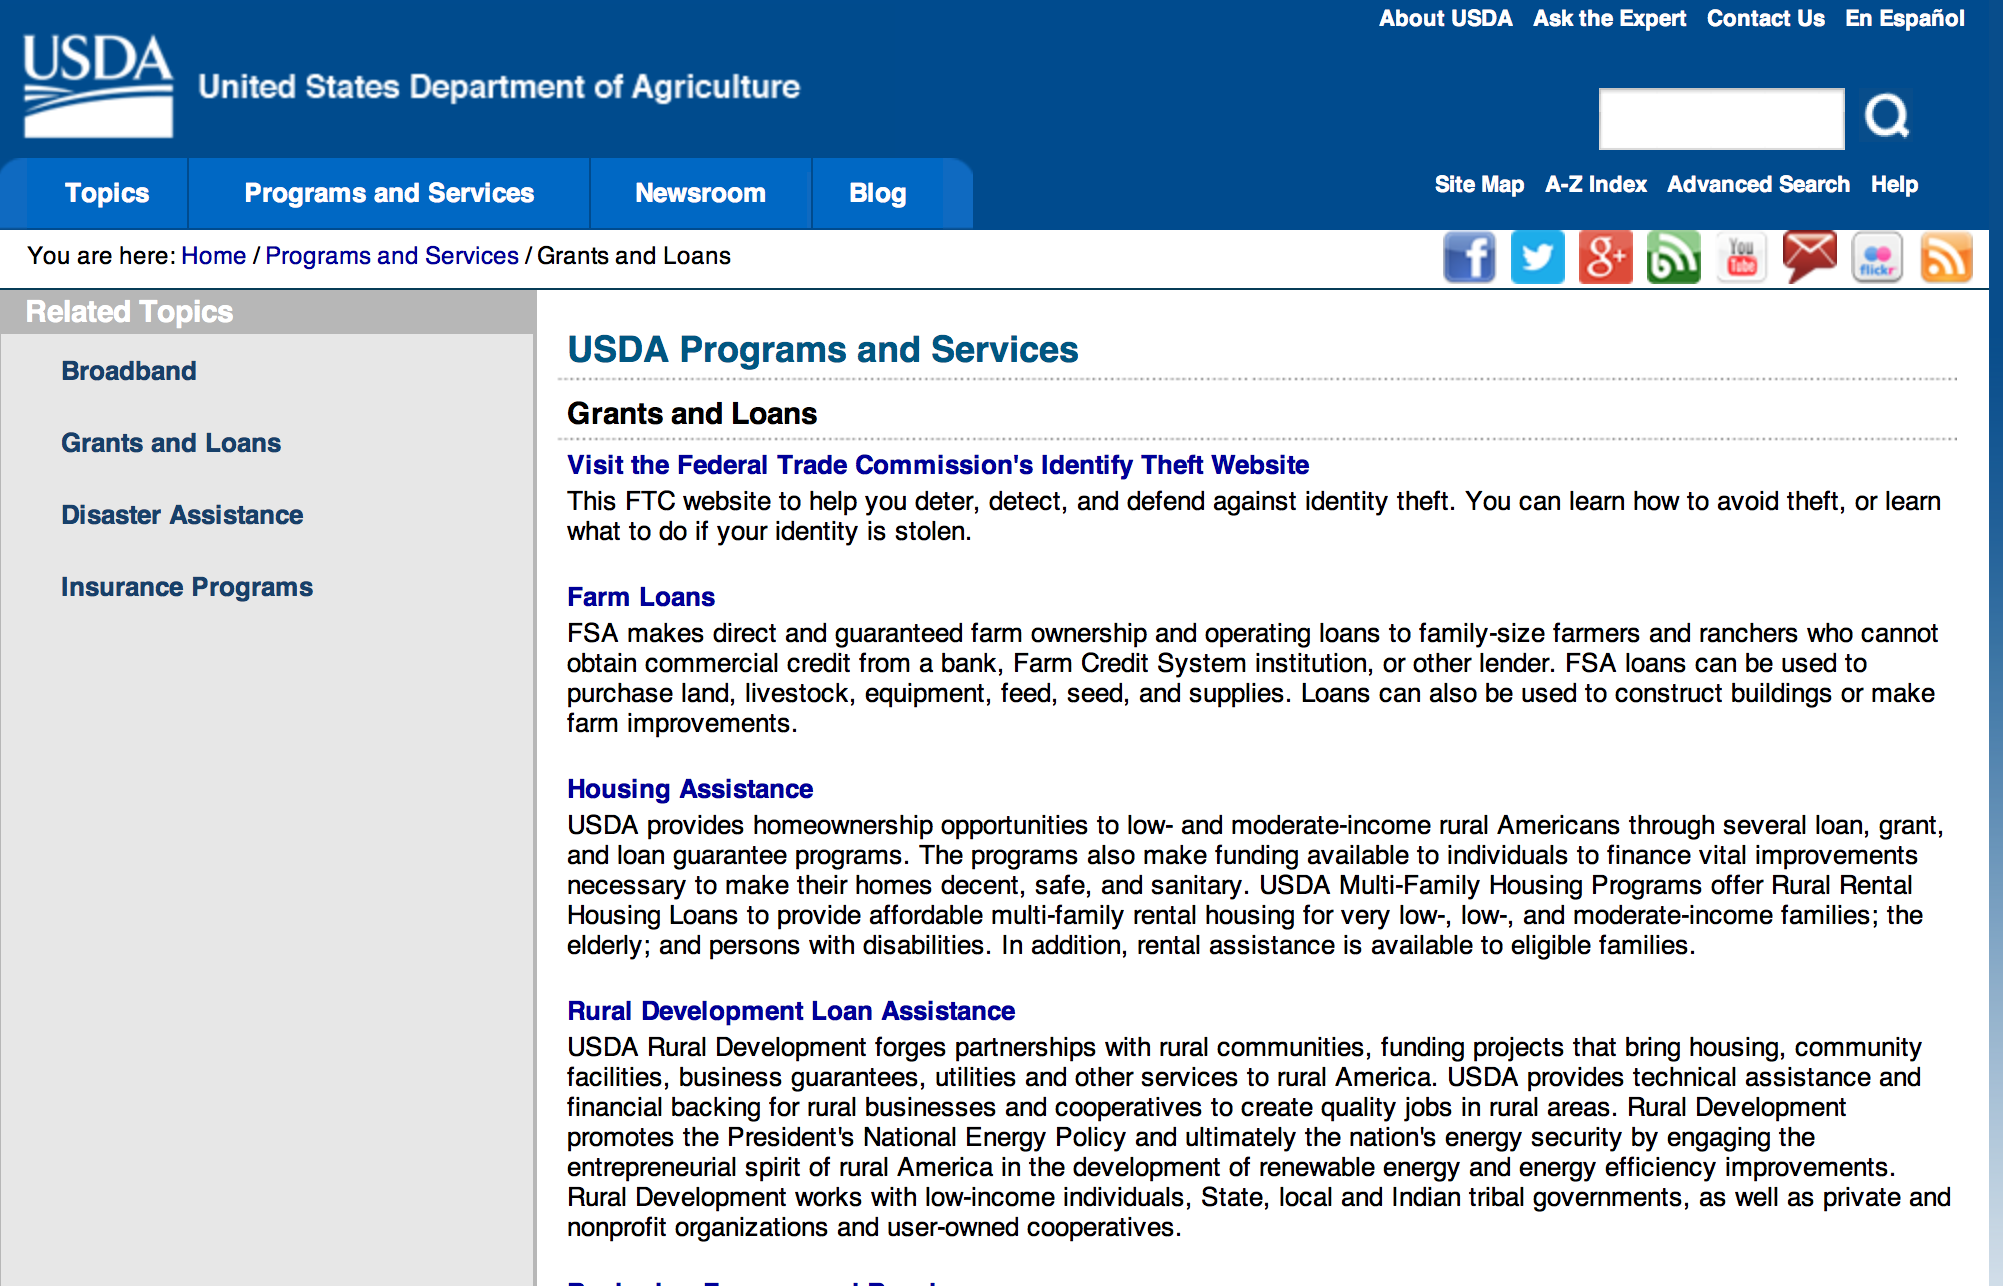 About USDA Ask the Expert Contact Us En Español
USDA
United States Department of Agriculture
Site Map A-Z Index Advanced Search Help
Topics Programs and Services Newsroom Blog
You are here: Home / Programs and Services / Grants and Loans
f g+ b You Tube flickr
Related Topics
Broadband
Grants and Loans
Disaster Assistance
Insurance Programs
USDA Programs and Services
Grants and Loans
Visit the Federal Trade Commission's Identify Theft Website
This FTC website to help you deter, detect, and defend against identity theft. You can learn how to avoid theft, or learn
what to do if your identity is stolen.
Farm Loans
FSA makes direct and guaranteed farm ownership and operating loans to family-size farmers and ranchers who cannot
obtain commercial credit from a bank, Farm Credit System institution, or other lender. FSA loans can be used to
purchase land, livestock, equipment, feed, seed, and supplies. Loans can also be used to construct buildings or make
farm improvements.
Housing Assistance
USDA provides homeownership opportunities to low- and moderate-income rural Americans through several loan, grant,
and loan guarantee programs. The programs also make funding available to individuals to finance vital improvements
necessary to make their homes decent, safe, and sanitary. USDA Multi-Family Housing Programs offer Rural Rental
Housing Loans to provide affordable multi-family rental housing for very low-, low-, and moderate-income families; the
elderly; and persons with disabilities. In addition, rental assistance is available to eligible families.
Rural Development Loan Assistance
USDA Rural Development forges partnerships with rural communities, funding projects that bring housing, community
facilities, business guarantees, utilities and other services to rural America. USDA provides technical assistance and
financial backing for rural businesses and cooperatives to create quality jobs in rural areas. Rural Development
promotes the President's National Energy Policy and ultimately the nation's energy security by engaging the
entrepreneurial spirit of rural America in the development of renewable energy and energy efficiency improvements.
Rural Development works with low-income individuals, State, local and Indian tribal governments, as well as private and
nonprofit organizations and user-owned cooperatives.